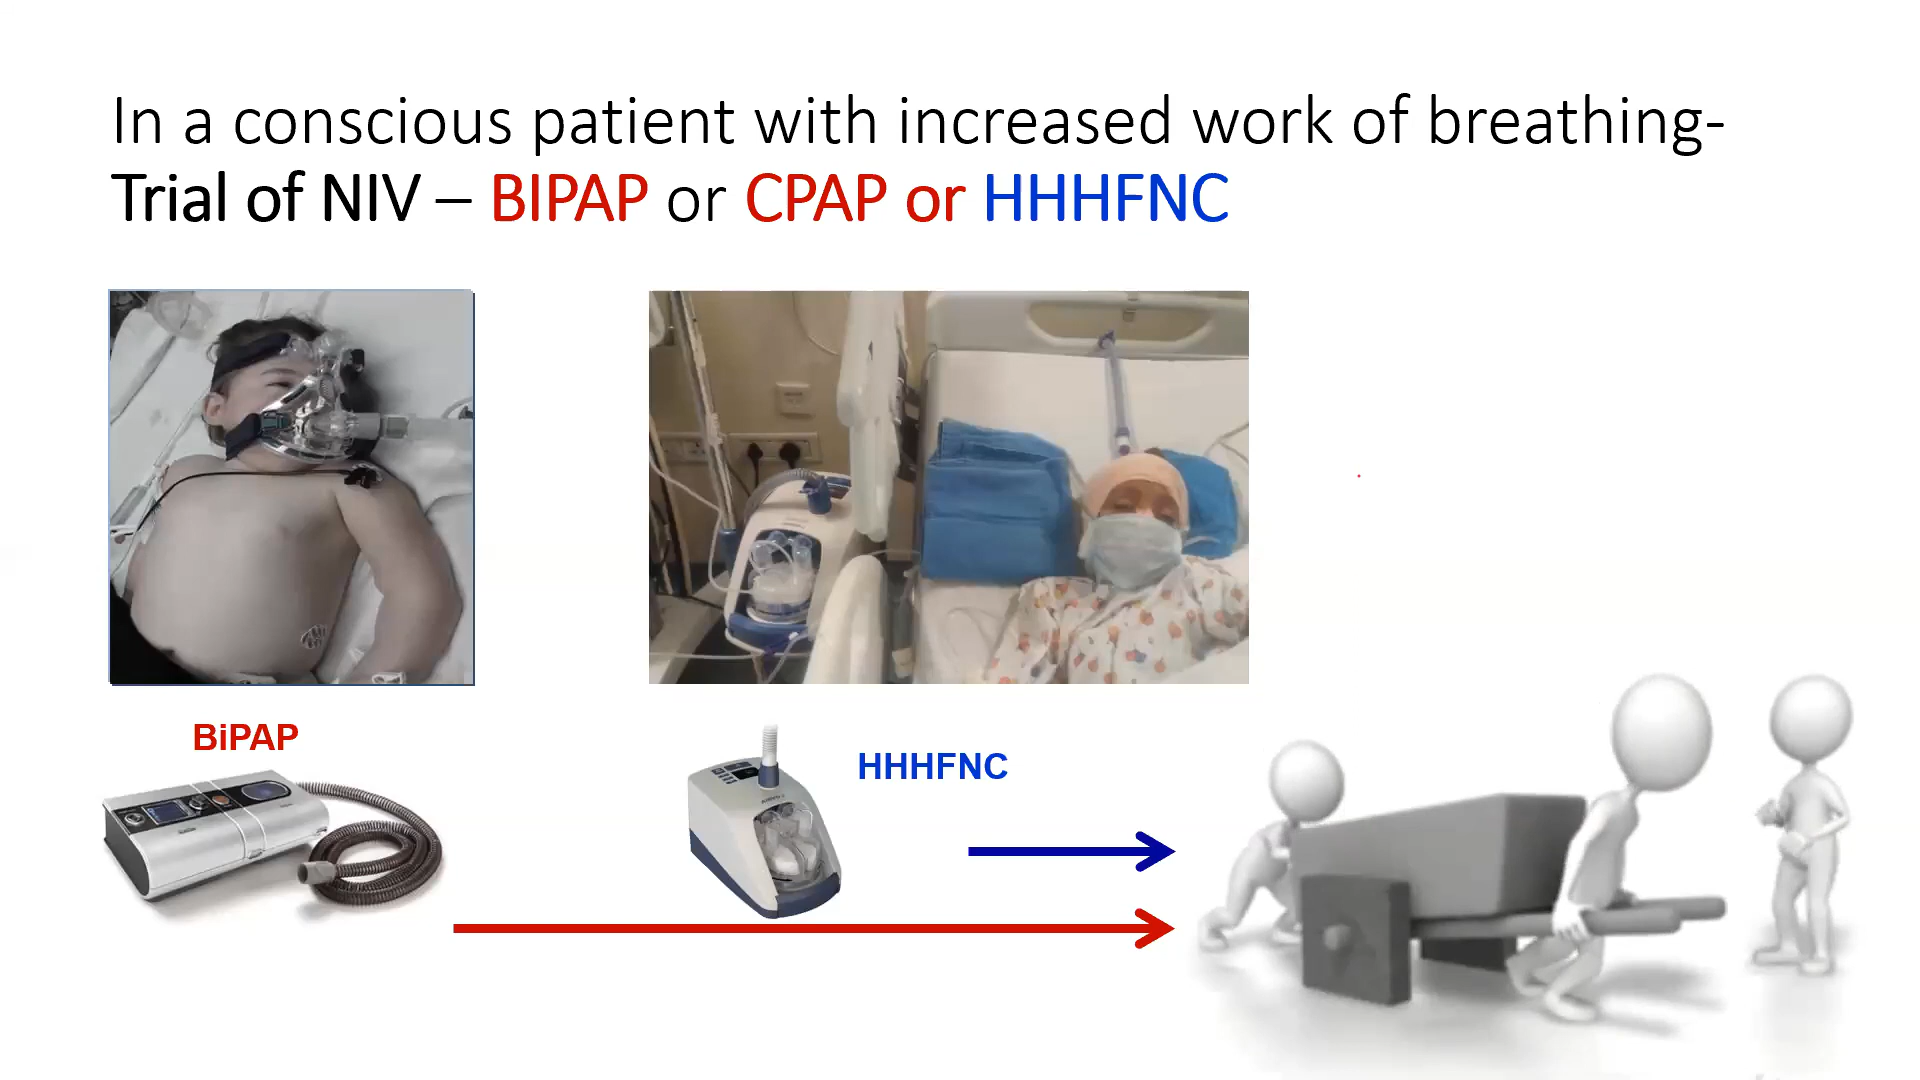 In a conscious patient with increased work of breathing-
Trial of NIV – BIPAP or CPAP or HHHFNC
BiPAP
HHHFNC